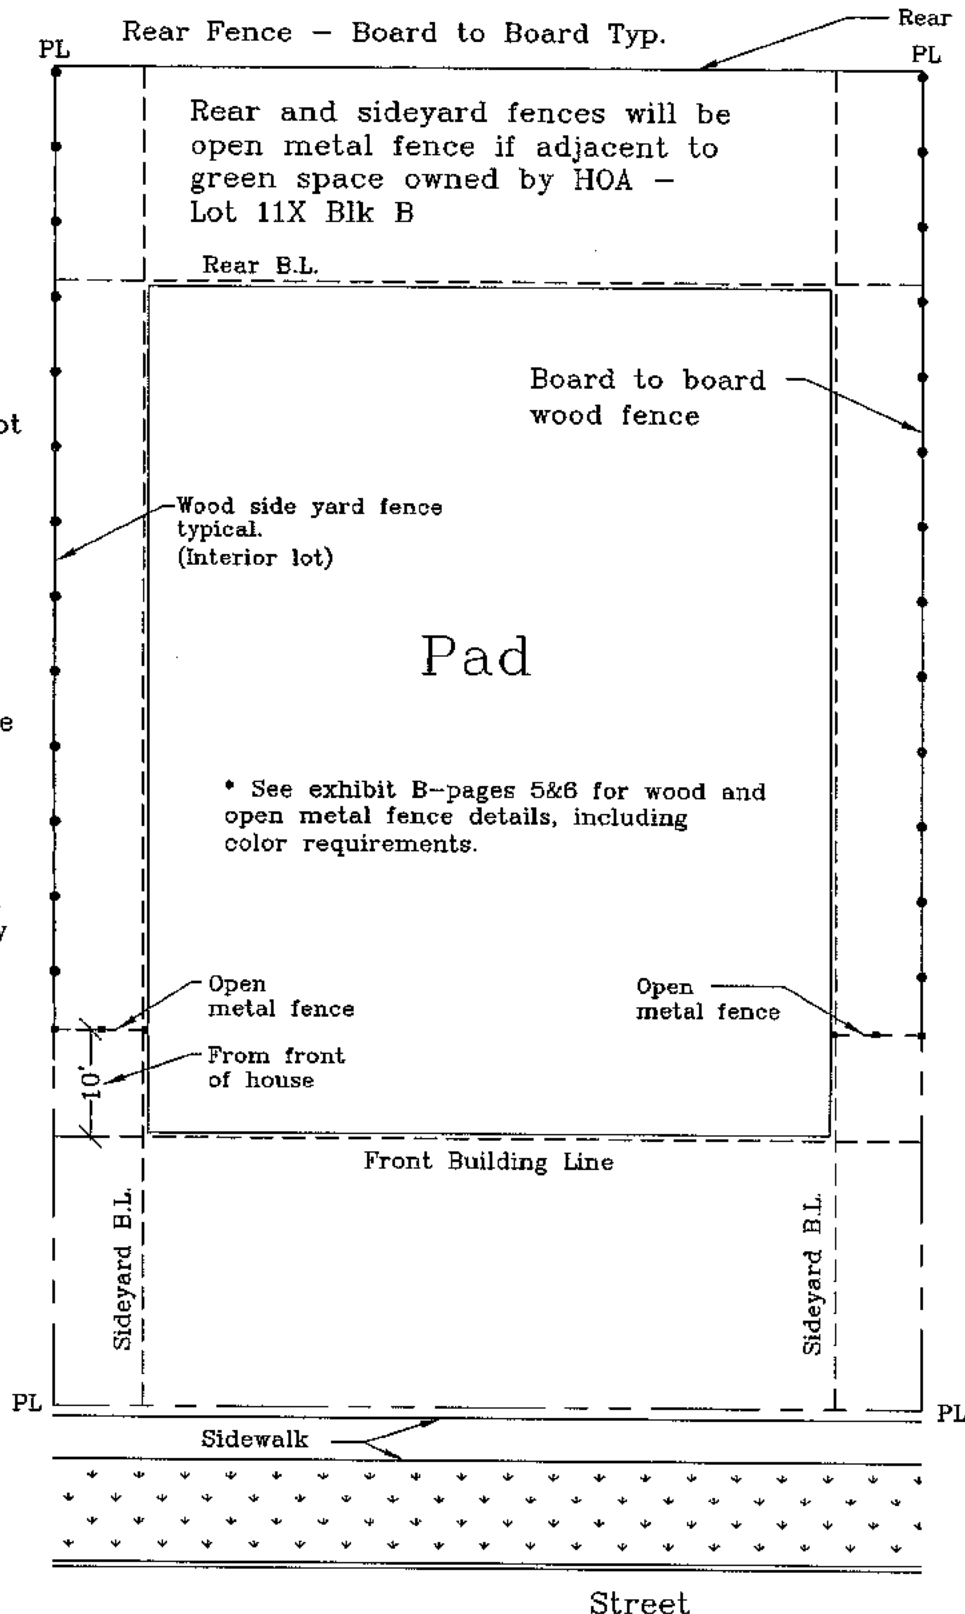 Rear Fence - Board to Board Typ.
Rear
PL
PL
Rear and sideyard fences will be
open metal fence if adjacent to
green space owned by HOA -
Lot 11X Blk B
Rear B.L.
Board to board
wood fence
ot
Wood side yard fence
typical.
(Interior lot)
Pad
e
* See exhibit B-pages 5&6 for wood and
open metal fence details, including
color requirements.
y
Open
metal fence
Open
metal fence
From front
of house
10'
Front Building Line
Sideyard B.L.
Sideyard B.L.
PL
PL
Sidewalk
Street